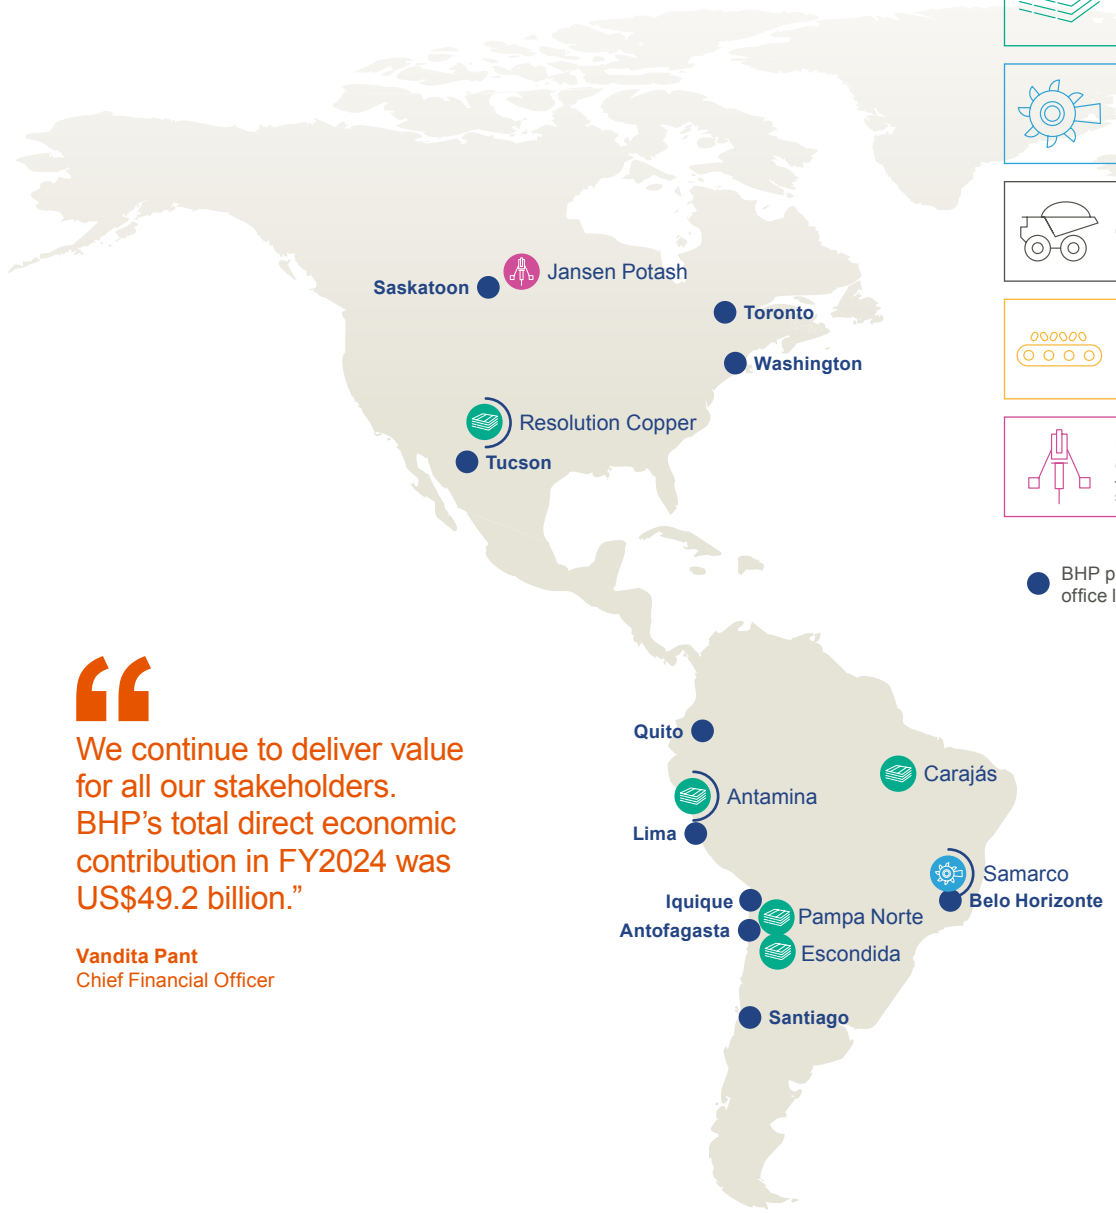 Jansen Potash
Saskatoon
Toronto
Washington
Resolution Copper
Tucson
BHP p
office l
We continue to deliver value
for all our stakeholders.
BHP’s total direct economic
contribution in FY2024 was
US$49.2 billion.”
Vandita Pant
Chief Financial Officer
Quito
Carajás
Antamina
Lima
Samarco
Iquique
Belo Horizonte
Pampa Norte
Antofagasta
Escondida
Santiago